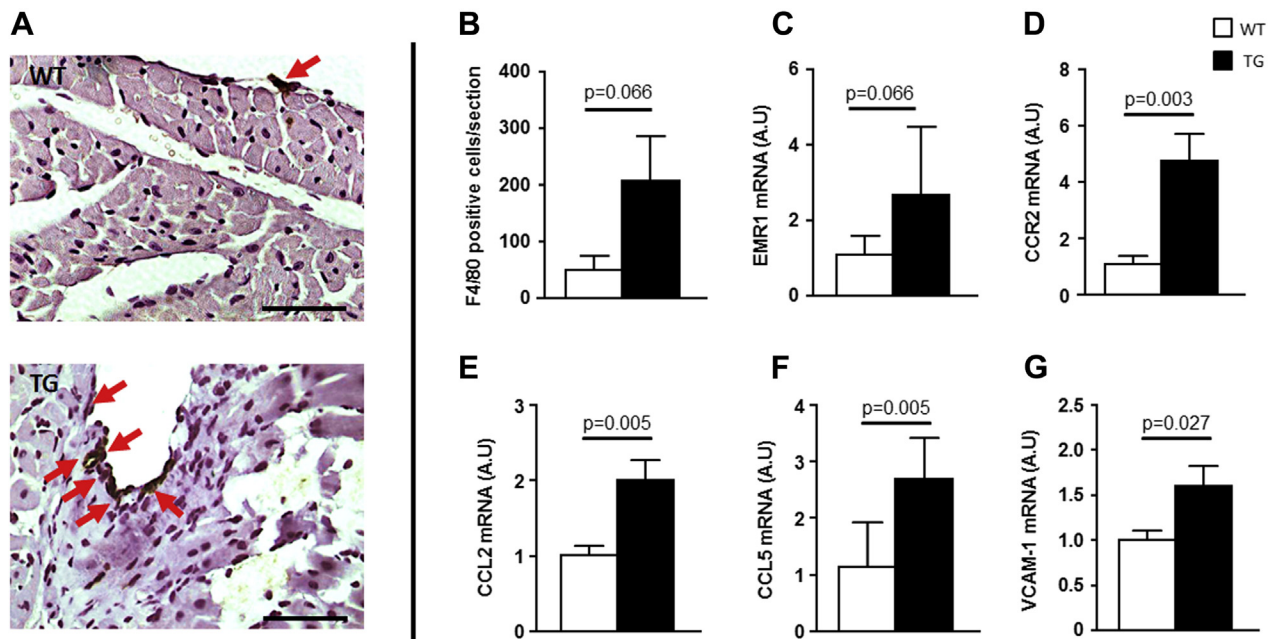 A
WT
TG
B
F4/80 positive cells/section
400
300
200
100
0
p=0.066
C
EMR1 mRNA (A.U)
6
4
2
0
p=0.066
D
WT
TG
CCR2 mRNA (A.U)
8
6
4
2
0
p=0.003
E
CCL2 mRNA (A.U)
3
2
1
0
p=0.005
F
CCL5 mRNA (A.U)
4
3
2
1
0
p=0.005
G
VCAM-1 mRNA (A.U)
2.5
2.0
1.5
1.0
0.5
0.0
p=0.027